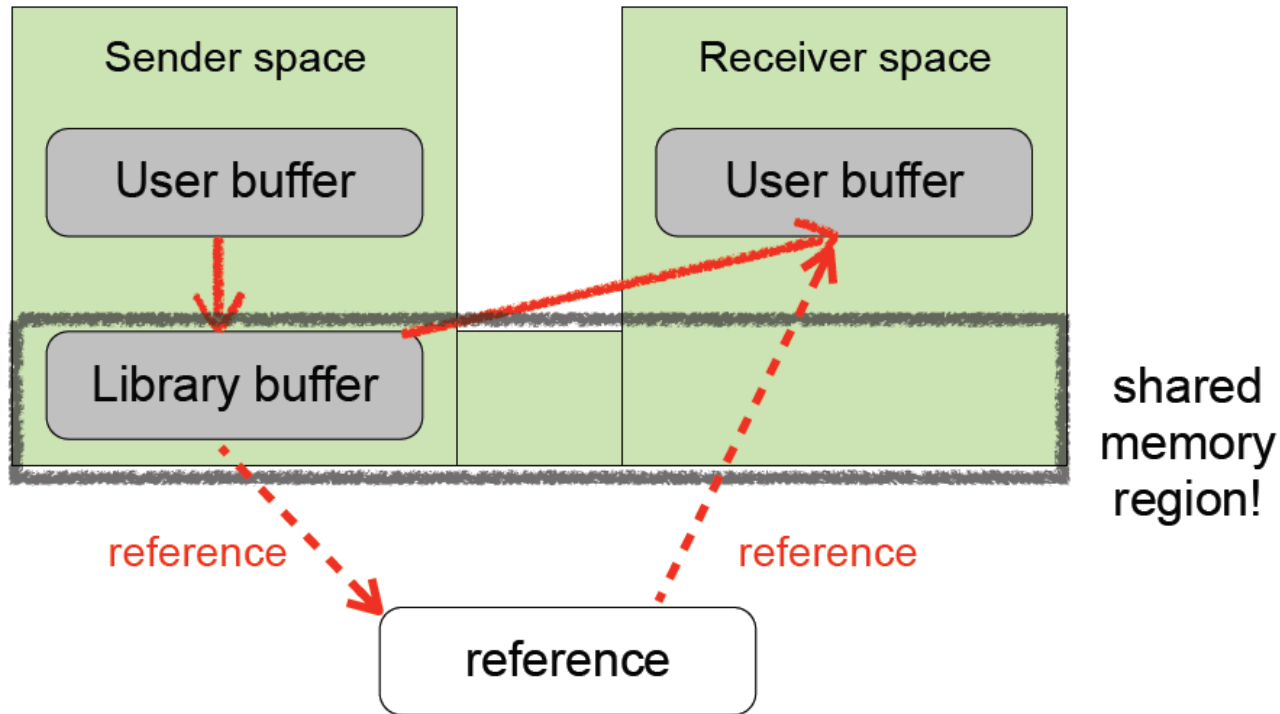 Sender space
Receiver space
User buffer
User buffer
Library buffer
shared
memory
region!
reference
reference
reference